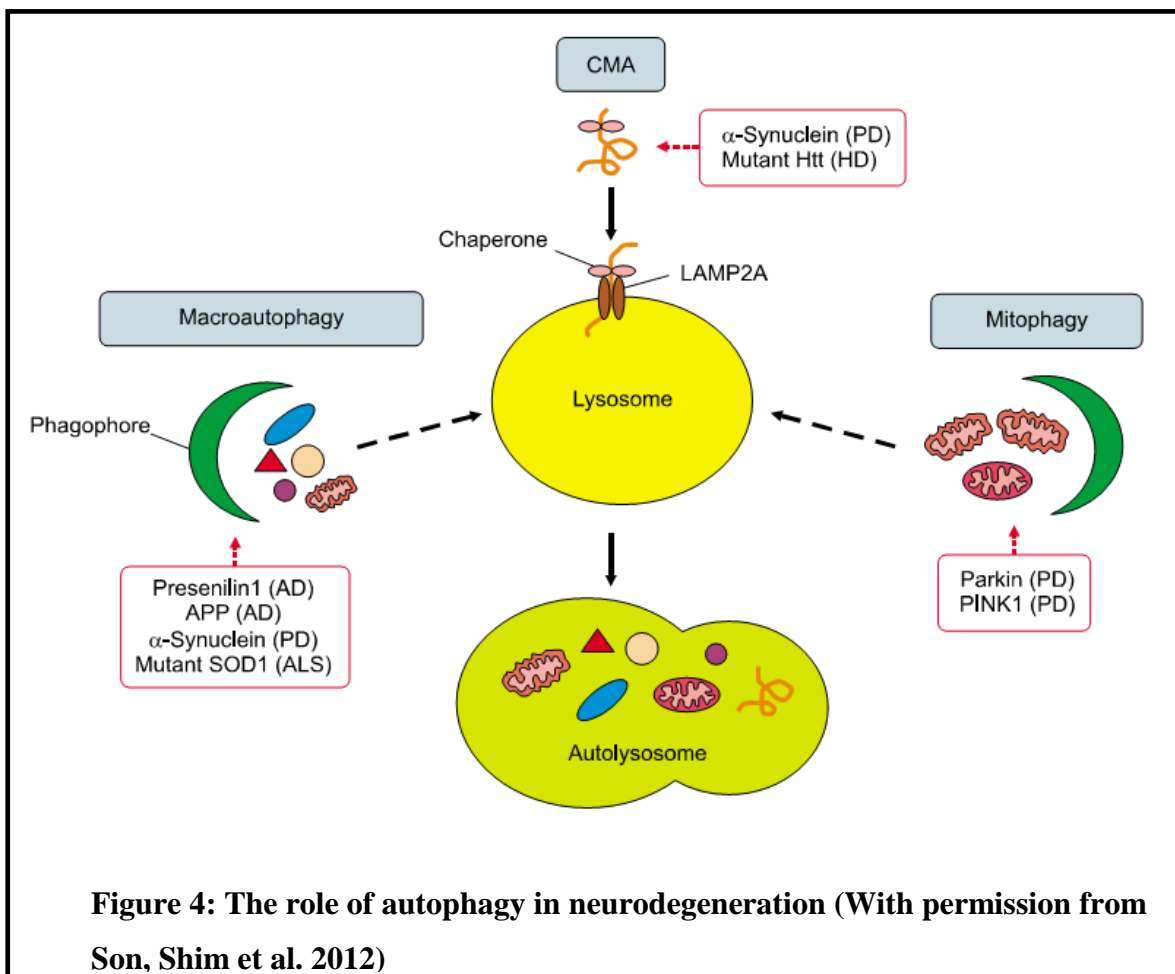 CMA
α-Synuclein (PD)
Mutant Htt (HD)
Chaperone
LAMP2A
Macroautophagy
Mitophagy
Lysosome
Phagophore
Presenilin1 (AD)
APP (AD)
α-Synuclein (PD)
Mutant SOD1 (ALS)
Parkin (PD)
PINK1 (PD)
Autolysosome
Figure 4: The role of autophagy in neurodegeneration (With permission from
Son, Shim et al. 2012)